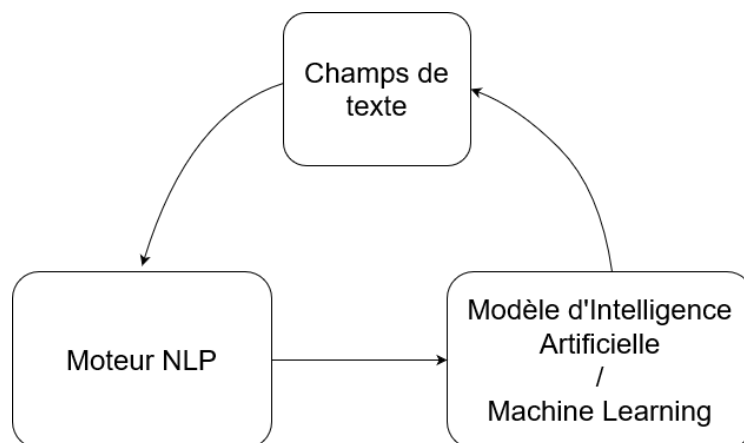 Champs de
texte
Moteur NLP
Modèle d'Intelligence
Artificielle
/
Machine Learning